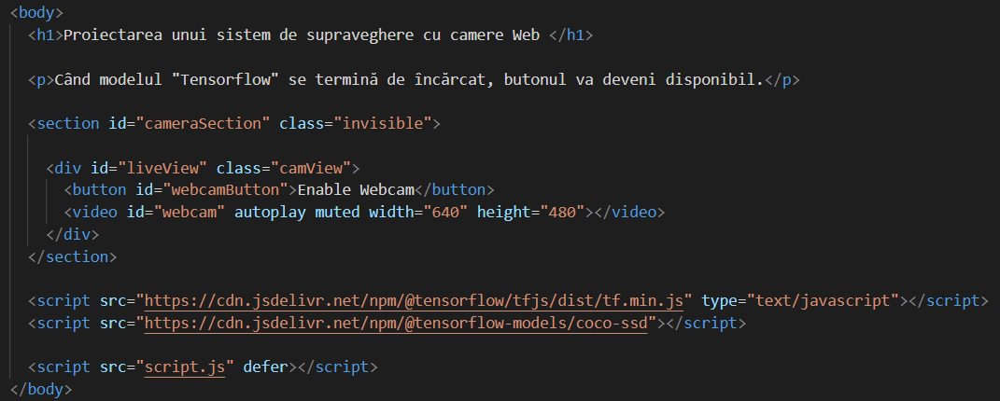 <body>
<h1>Proiectarea unui sistem de supraveghere cu camere Web </h1>
<p>Când modelul "Tensorflow" se termină de încărcat, butonul va deveni disponibil.</p>
<section id="cameraSection" class="invisible">
<div id="liveView" class="camView">
<button id="webcamButton">Enable Webcam</button>
<video id="webcam" autoplay muted width="640" height="480"></video>
</div>
</section>
<script src="https://cdn.jsdelivr.net/npm/@tensorflow/tfjs/dist/tf.min.js" type="text/javascript"></script>
<script src="https://cdn.jsdelivr.net/npm/@tensorflow-models/coco-ssd"></script>
<script src="script.js" defer></script>
</body>